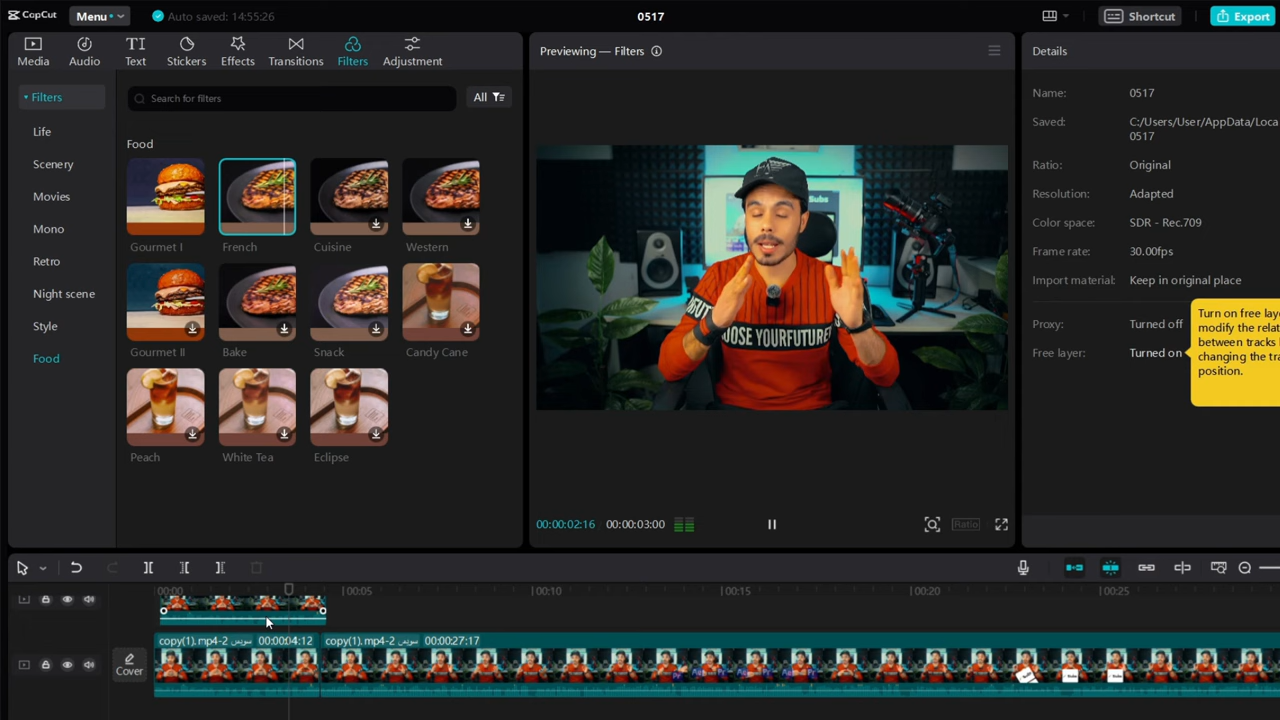 CapCut
Menu
Auto saved: 14:55:26
0517
Shortcut
Export
Media
Audio
Text
Stickers
Effects
Transitions
Filters
Adjustment
Filters
Life
Scenery
Movies
Mono
Retro
Night scene
Style
Food
Search for filters
All
Food
Gourmet I
French
Cuisine
Western
Gourmet II
Bake
Snack
Candy Cane
Peach
White Tea
Eclipse
Previewing — Filters
CHOOSE YOURFUTURE
00:00:02:16
00:00:03:00
Ratio
Details
Name:
0517
Saved:
C:/Users/User/AppData/Loca
0517
Ratio:
Original
Resolution:
Adapted
Color space:
SDR - Rec.709
Frame rate:
30.00fps
Import material:
Keep in original place
Proxy:
Turned off
Free layer:
Turned on
Turn on free laye
modify the relat
between tracks
changing the tra
position.
00:00
00:05
00:10
00:15
00:20
00:25
Cover
copy(1).mp4-2 سويس 00:00:04:12
copy(1).mp4-2 سويس 00:00:27:17